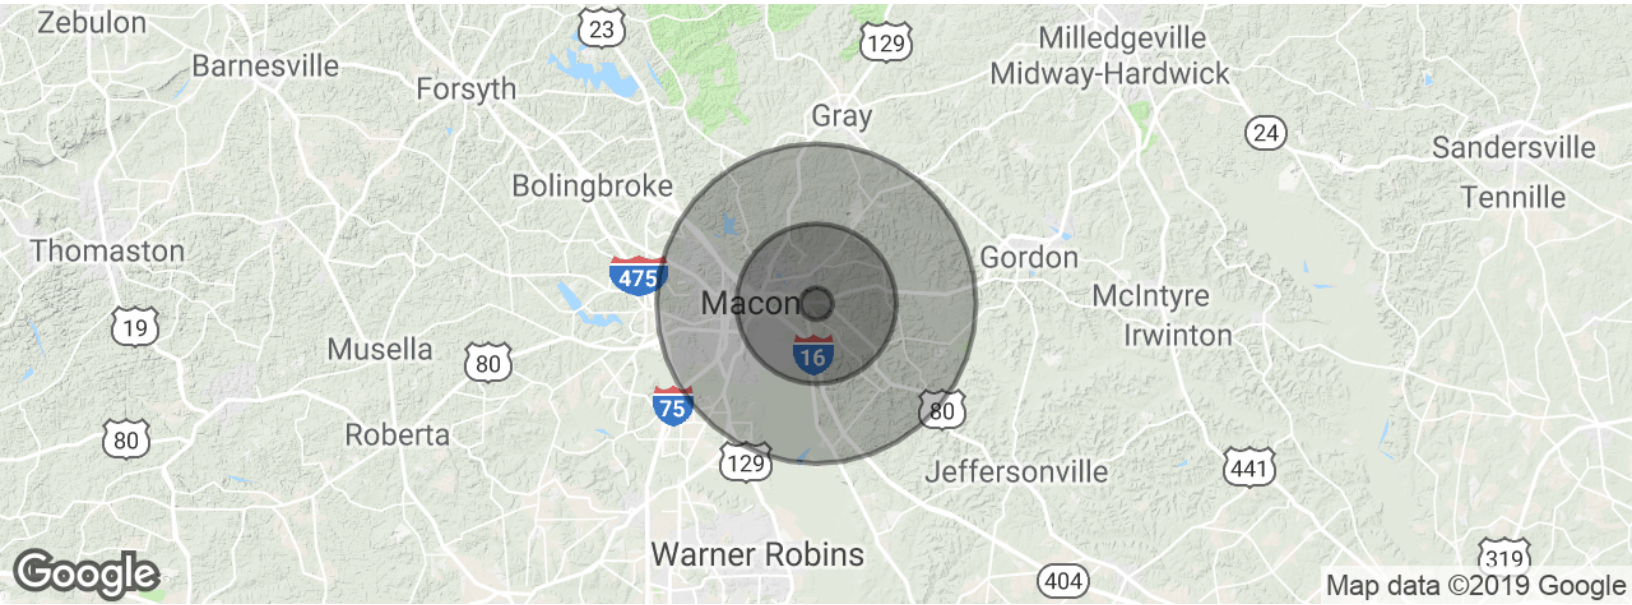 Zebulon
23
129
Milledgeville
Barnesville
Midway-Hardwick
Forsyth
Gray
24
Sandersville
Bolingbroke
Tennille
Thomaston
Gordon
475
McIntyre
Macon
19
Irwinton
Musella
80
16
75
80
80
Roberta
129
Jeffersonville
441
Warner Robins
319
Google
404
Map data ©2019 Google